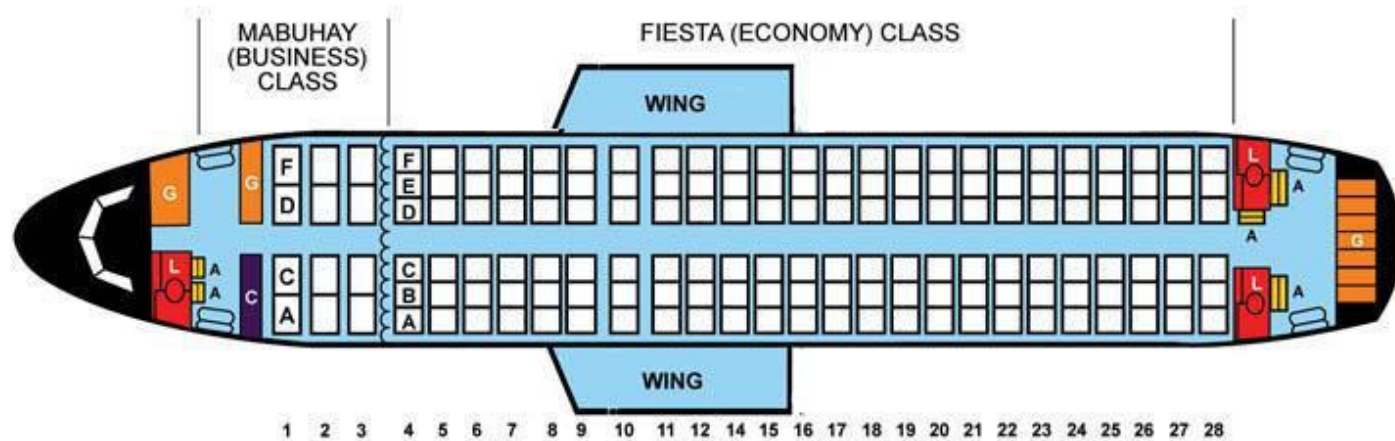 MABUHAY
(BUSINESS)
CLASS
FIESTA (ECONOMY) CLASS
WING
G
G
F
D
F
E
D
L
A
A
G
L
A
A
C
C
A
C
B
A
L
A
WING
1 2 3 4 5 6 7 8 9 10 11 12 14 15 16 17 18 19 20 21 22 23 24 25 26 27 28